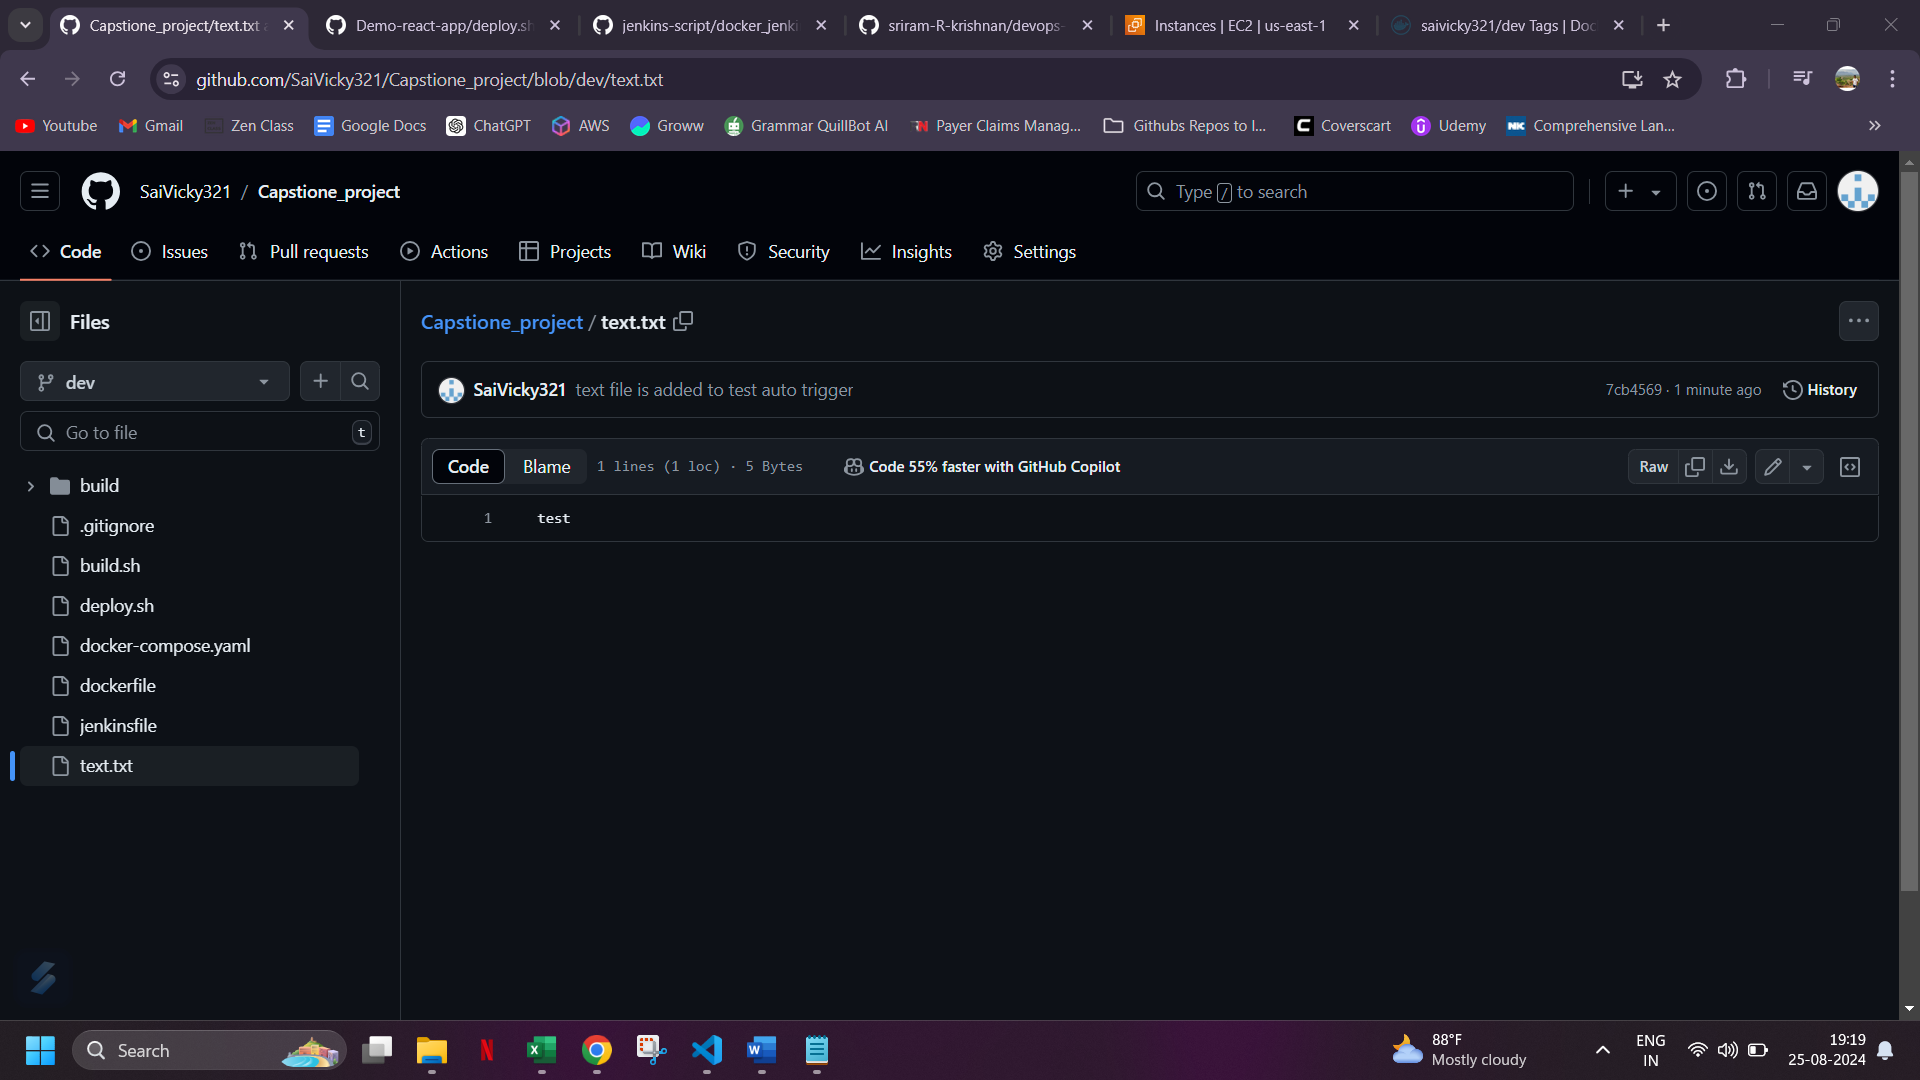 Capstione_project/text.txt a
Demo-react-app/deploy.sh
jenkins-script/docker_jenki
sriram-R-krishnan/devops-
Instances | EC2 | us-east-1
saivicky321/dev Tags | Doc
github.com/SaiVicky321/Capstione_project/blob/dev/text.txt
Youtube
Gmail
Zen Class
Google Docs
ChatGPT
AWS
Groww
Grammar QuillBot AI
Payer Claims Manag...
Githubs Repos to I...
Coverscart
Udemy
Comprehensive Lan...
SaiVicky321 / Capstione_project
Type / to search
Code
Issues
Pull requests
Actions
Projects
Wiki
Security
Insights
Settings
Files
dev
Go to file
t
build
.gitignore
build.sh
deploy.sh
docker-compose.yaml
dockerfile
jenkinsfile
text.txt
Capstione_project / text.txt
SaiVicky321 text file is added to test auto trigger
7cb4569 · 1 minute ago
History
Code
Blame
1 lines (1 loc) · 5 Bytes
Code 55% faster with GitHub Copilot
Raw
1 test
Search
88°F
Mostly cloudy
ENG
IN
19:19
25-08-2024